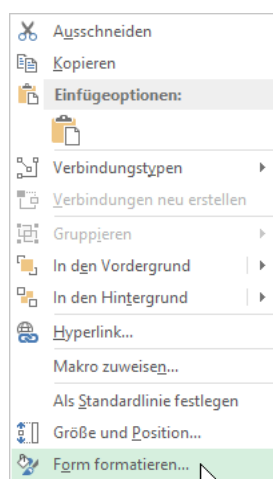 Ausschneiden
Kopieren
Einfügeoptionen:
Verbindungstypen
Verbindungen neu erstellen
Gruppieren
In den Vordergrund
In den Hintergrund
Hyperlink...
Makro zuweisen...
Als Standardlinie festlegen
Größe und Position...
Form formatieren...